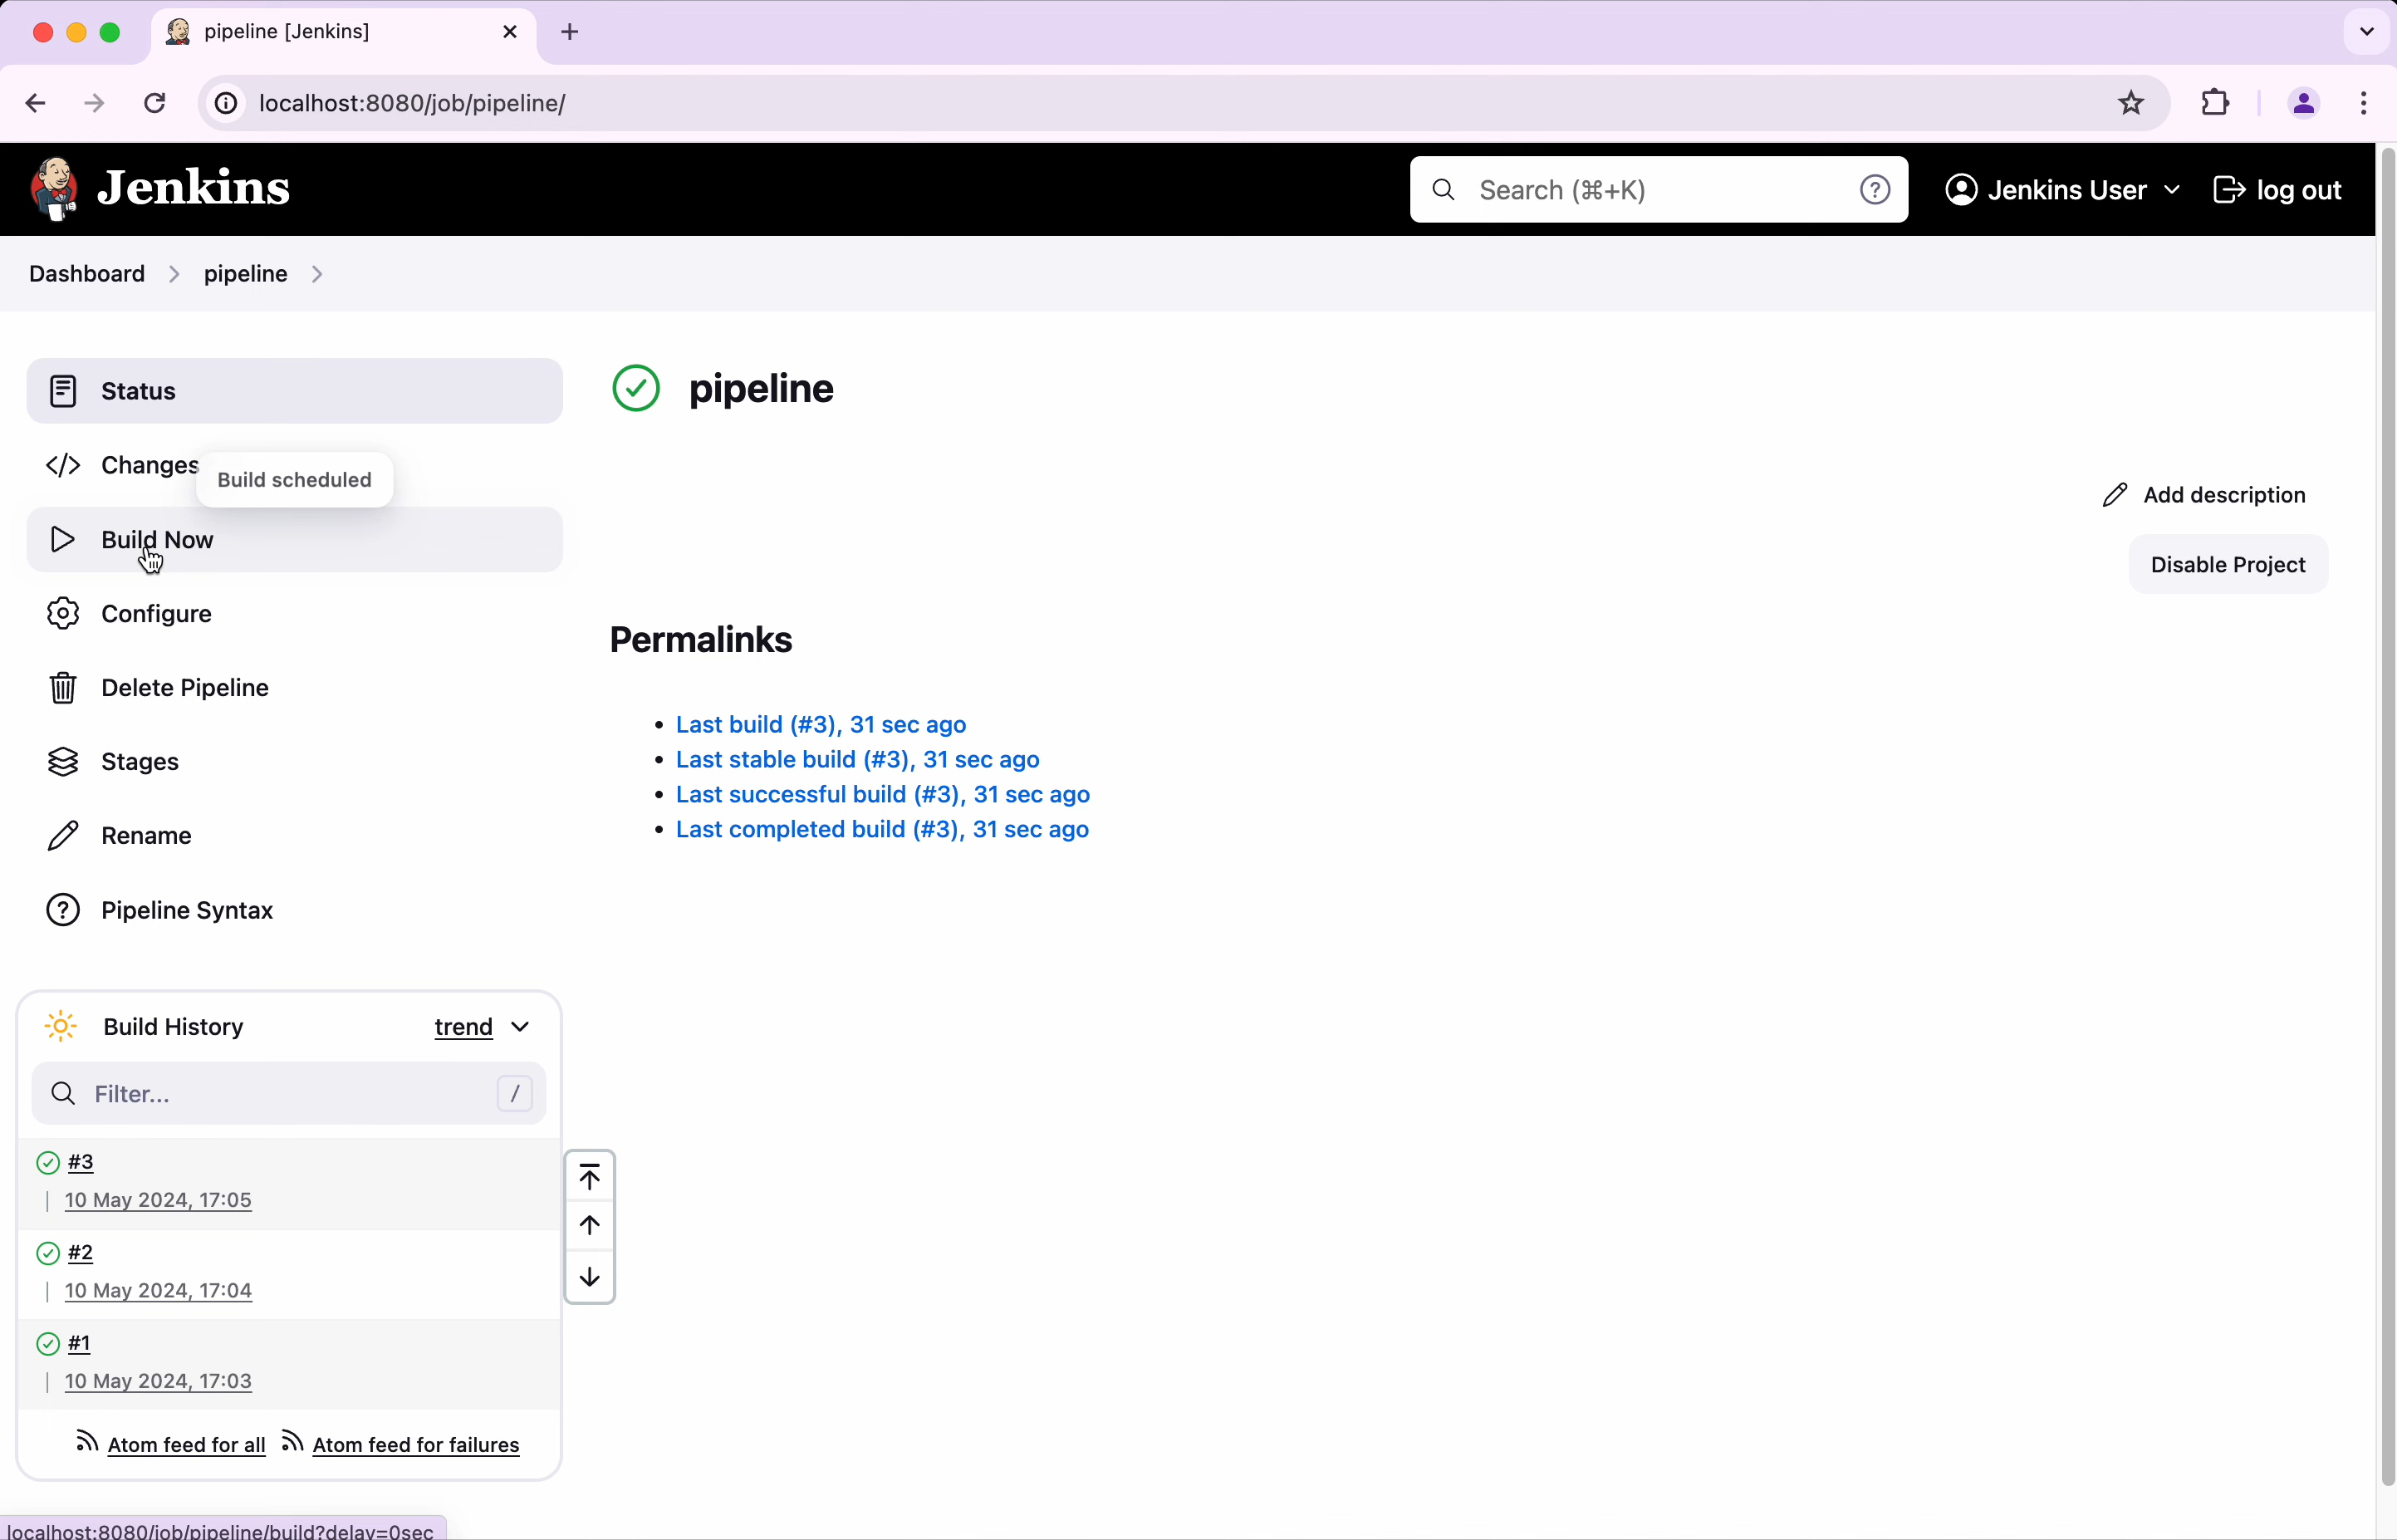 pipeline [Jenkins]
localhost:8080/job/pipeline/
Jenkins
Search (⌘+K)
Jenkins User
log out
Dashboard
pipeline
Status
Changes
Build scheduled
Build Now
Configure
Delete Pipeline
Stages
Rename
Pipeline Syntax
pipeline
Add description
Disable Project
Permalinks
Last build (#3), 31 sec ago
Last stable build (#3), 31 sec ago
Last successful build (#3), 31 sec ago
Last completed build (#3), 31 sec ago
Build History
trend
Filter...
/
#3
10 May 2024, 17:05
#2
10 May 2024, 17:04
#1
10 May 2024, 17:03
Atom feed for all
Atom feed for failures
localhost:8080/job/pipeline/build?delay=0sec